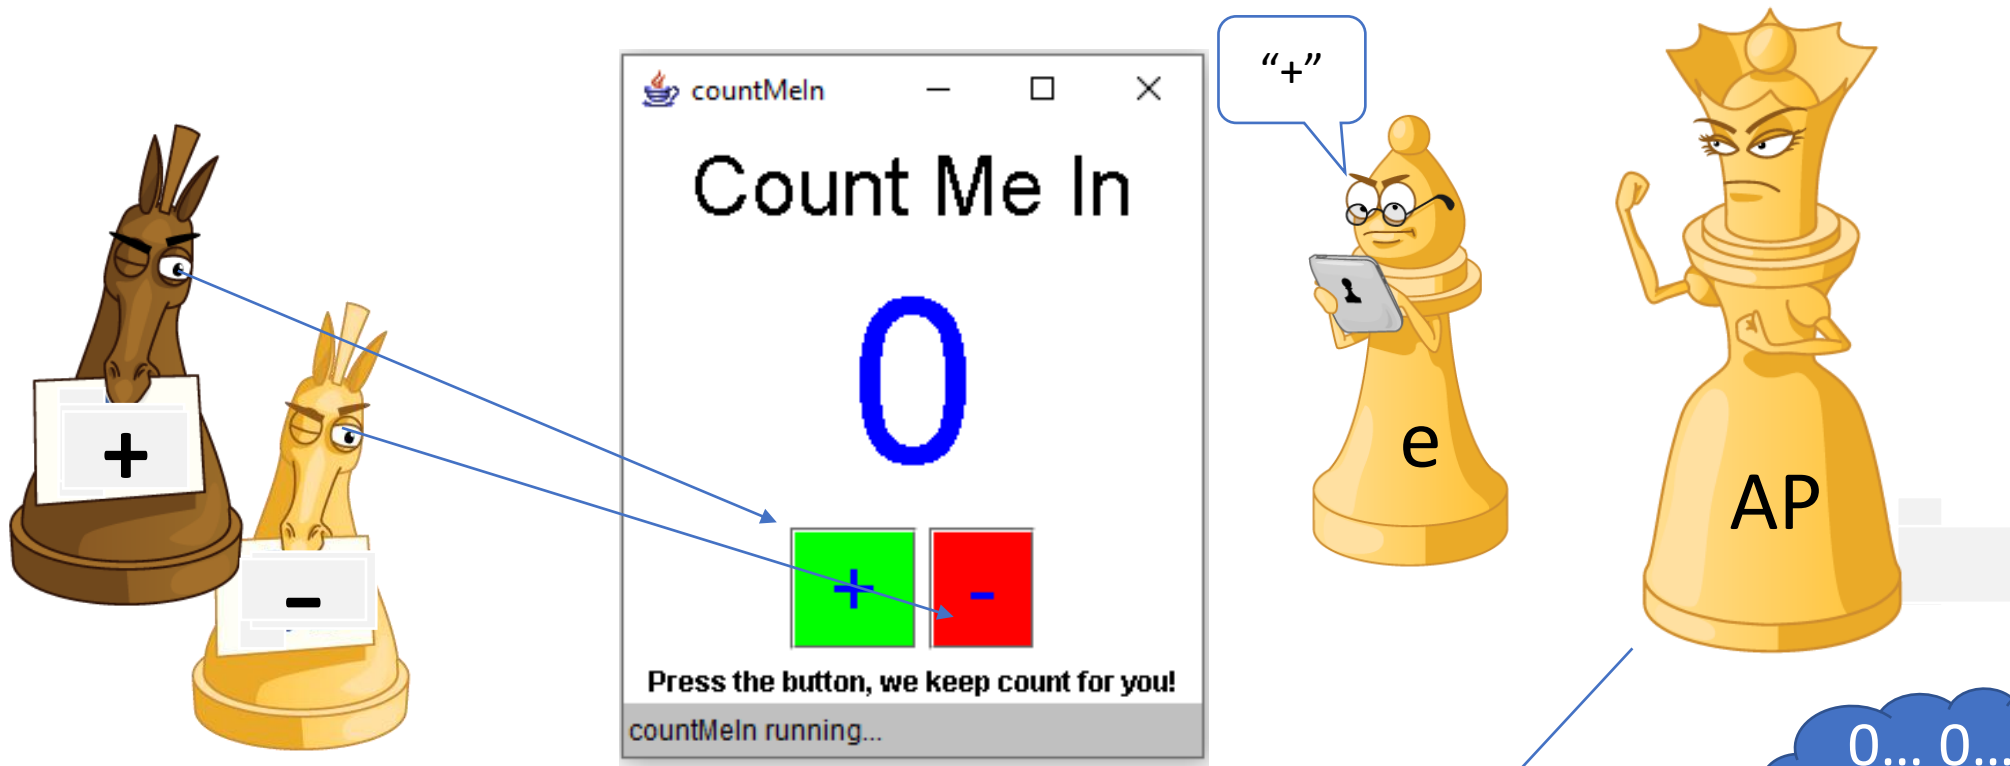 “+”
countMeIn
Count Me In
0
+
-
+ -
Press the button, we keep count for you!
countMeIn running...
e
AP
0... 0...